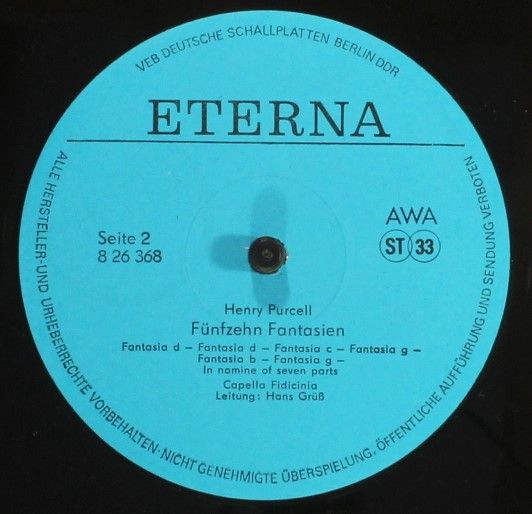 VEB DEUTSCHE SCHALLPLATTEN BERLIN DDR
ETERNA
Seite 2
8 26 368
AWA
ST 33
Henry Purcell
Fünfzehn Fantasien
Fantasia d – Fantasia d – Fantasia c – Fantasia g –
Fantasia b – Fantasia g –
In nomine of seven parts
Capella Fidicinia
Leitung: Hans Grüß
ALLE HERSTELLER- UND URHEBERRECHTE VORBEHALTEN · NICHT GENEHMIGTE ÜBERSPIELUNG, ÖFFENTLICHE AUFFÜHRUNG UND SENDUNG VERBOTEN